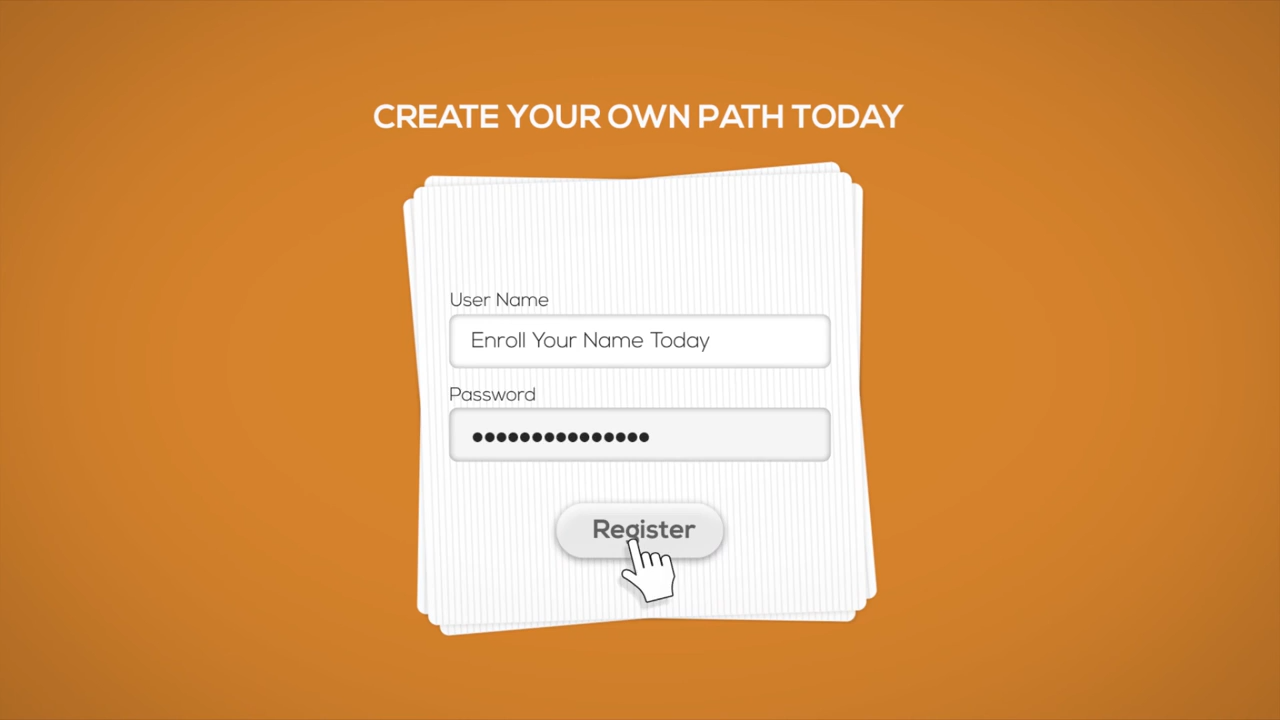 CREATE YOUR OWN PATH TODAY
User Name
Enroll Your Name Today
Password
●●●●●●●●●●●●●●●
Register